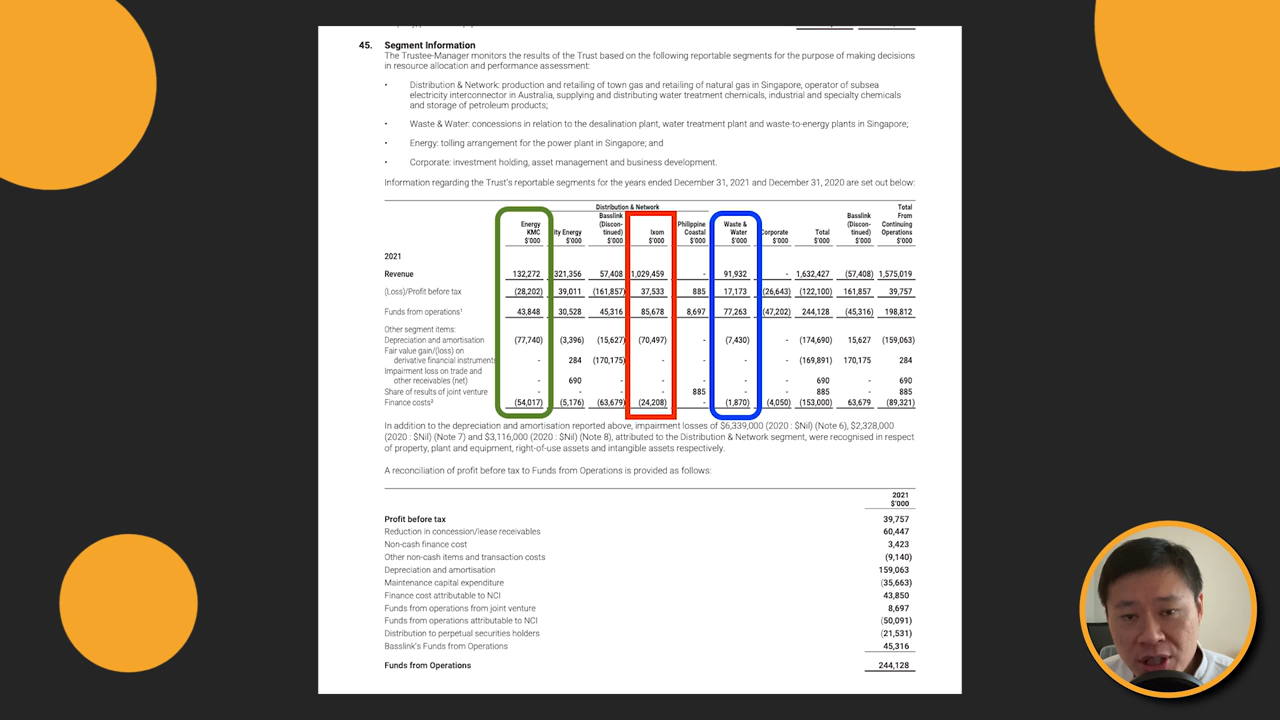 45. Segment Information
The Trustee-Manager monitors the results of the Trust based on the following reportable segments for the purpose of making decisions
in resource allocation and performance assessment:
• Distribution & Network: production and retailing of town gas and retailing of natural gas in Singapore, operator of subsea
electricity interconnector in Australia, supplying and distributing water treatment chemicals, industrial and specialty chemicals
and storage of petroleum products;
• Waste & Water: concessions in relation to the desalination plant, water treatment plant and waste-to-energy plants in Singapore;
• Energy: tolling arrangement for the power plant in Singapore; and
• Corporate: investment holding, asset management and business development.
Information regarding the Trust's reportable segments for the years ended December 31, 2021 and December 31, 2020 are set out below:
Distribution & Network Total
Basslink Basslink From
Energy (Discon- Philippine Waste & (Discon- Continuing
KMC ity Energy tinued) Ixom Coastal Water Corporate Total tinued) Operations
$'000 $'000 $'000 $'000 $'000 $'000 $'000 $'000 $'000 $'000
2021
Revenue 132,272 321,356 57,408 1,029,459 - 91,932 - 1,632,427 (57,408) 1,575,019
(Loss)/Profit before tax (28,202) 39,011 (161,857) 37,533 885 17,173 (26,643) (122,100) 161,857 39,757
Funds from operations¹ 43,848 30,528 45,316 85,678 8,697 77,263 (47,202) 244,128 (45,316) 198,812
Other segment items:
Depreciation and amortisation (77,740) (3,396) (15,627) (70,497) - (7,430) - (174,690) 15,627 (159,063)
Fair value gain/(loss) on
derivative financial instruments - 284 (170,175) - - - - (169,891) 170,175 284
Impairment loss on trade and
other receivables (net) - 690 - - - - - 690 - 690
Share of results of joint venture - - - - 885 - - 885 - 885
Finance costs² (54,017) (5,176) (63,679) (24,208) - (1,870) (4,050) (153,000) 63,679 (89,321)
In addition to the depreciation and amortisation reported above, impairment losses of $6,339,000 (2020 : $Nil) (Note 6), $2,328,000
(2020 : $Nil) (Note 7) and $3,116,000 (2020 : $Nil) (Note 8), attributed to the Distribution & Network segment, were recognised in respect
of property, plant and equipment, right-of-use assets and intangible assets respectively.
A reconciliation of profit before tax to Funds from Operations is provided as follows:
2021
$'000
Profit before tax 39,757
Reduction in concession/lease receivables 60,447
Non-cash finance cost 3,423
Other non-cash items and transaction costs (9,140)
Depreciation and amortisation 159,063
Maintenance capital expenditure (35,663)
Finance cost attributable to NCI 43,850
Funds from operations from joint venture 8,697
Funds from operations attributable to NCI (50,091)
Distribution to perpetual securities holders (21,531)
Basslink's Funds from Operations 45,316
Funds from Operations 244,128